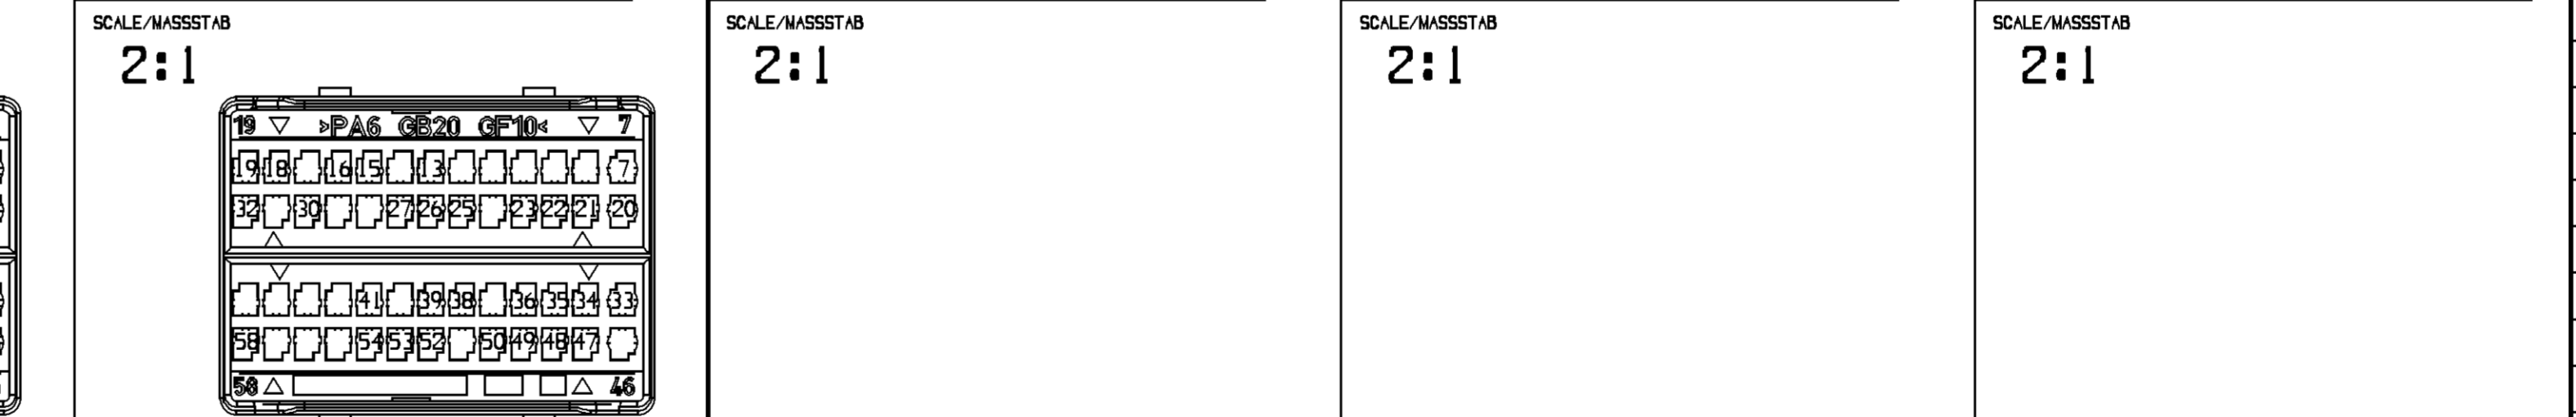 SCALE/MASSSTAB SCALE/MASSSTAB SCALE/MASSSTAB SCALE/MASSSTAB
2:1 2:1 2:1 2:1
19 >PA6 GB20 GF10< 7
19 18 16 15 13 7
32 30 27 26 25 23 22 21 20
41 39 38 36 35 34 33
58 54 53 52 50 49 48 47
58 46